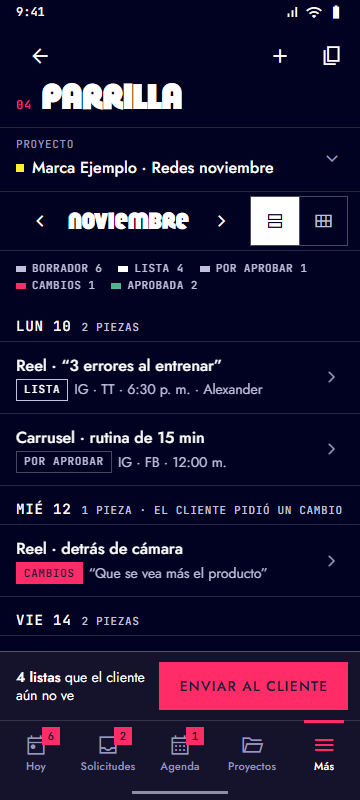 9:41
04 PARRILLA
PROYECTO
Marca Ejemplo · Redes noviembre
noviembre
BORRADOR 6 LISTA 4 POR APROBAR 1
CAMBIOS 1 APROBADA 2
LUN 10 2 PIEZAS
Reel · “3 errores al entrenar”
LISTA IG · TT · 6:30 p. m. · Alexander
Carrusel · rutina de 15 min
POR APROBAR IG · FB · 12:00 m.
MIÉ 12 1 PIEZA · EL CLIENTE PIDIÓ UN CAMBIO
Reel · detrás de cámara
CAMBIOS “Que se vea más el producto”
VIE 14 2 PIEZAS
4 listas que el cliente
aún no ve
ENVIAR AL CLIENTE
6 2 1
Hoy Solicitudes Agenda Proyectos Más